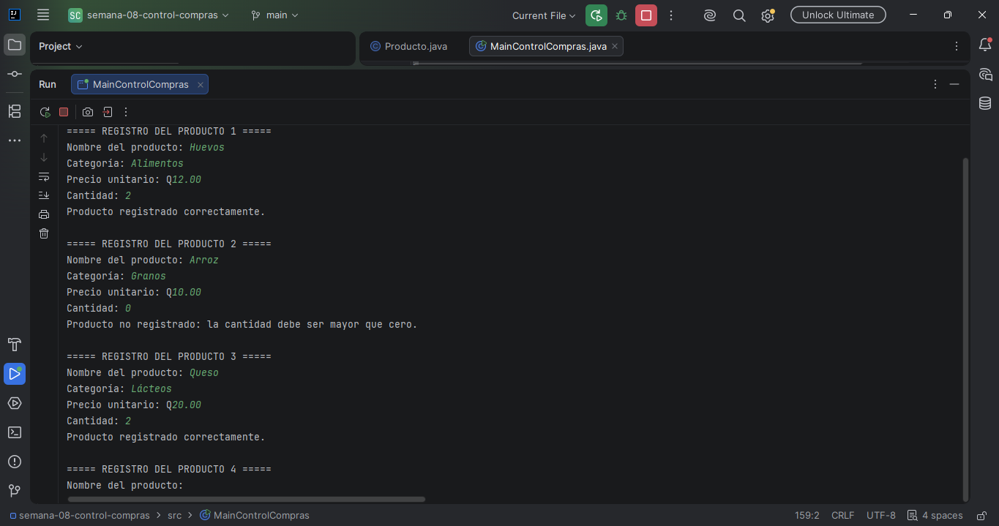 SC semana-08-control-compras main Current File Unlock Ultimate
Project Producto.java MainControlCompras.java
Run MainControlCompras
===== REGISTRO DEL PRODUCTO 1 =====
Nombre del producto: Huevos
Categoría: Alimentos
Precio unitario: Q12.00
Cantidad: 2
Producto registrado correctamente.
===== REGISTRO DEL PRODUCTO 2 =====
Nombre del producto: Arroz
Categoría: Granos
Precio unitario: Q10.00
Cantidad: 0
Producto no registrado: la cantidad debe ser mayor que cero.
===== REGISTRO DEL PRODUCTO 3 =====
Nombre del producto: Queso
Categoría: Lácteos
Precio unitario: Q20.00
Cantidad: 2
Producto registrado correctamente.
===== REGISTRO DEL PRODUCTO 4 =====
Nombre del producto:
semana-08-control-compras > src > MainControlCompras 159:2 CRLF UTF-8 4 spaces